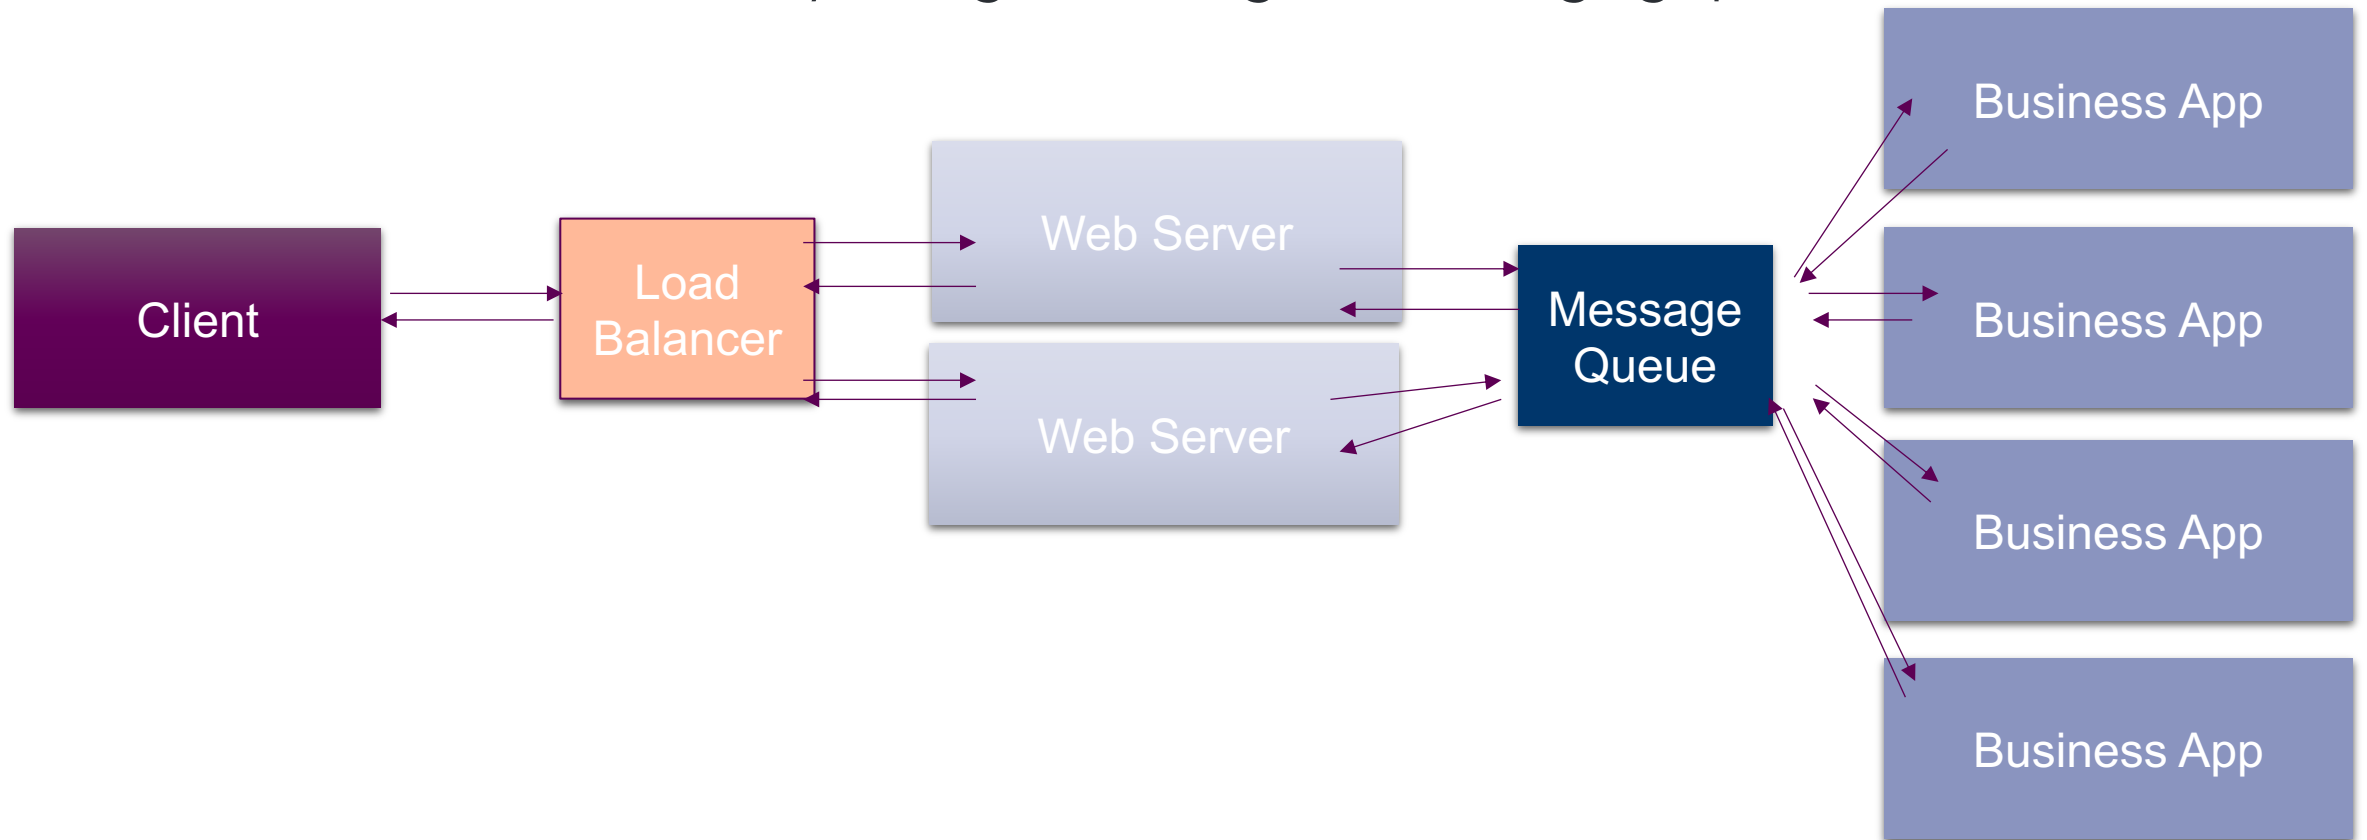 Client
Load
Balancer
Web Server
Web Server
Message
Queue
Business App
Business App
Business App
Business App